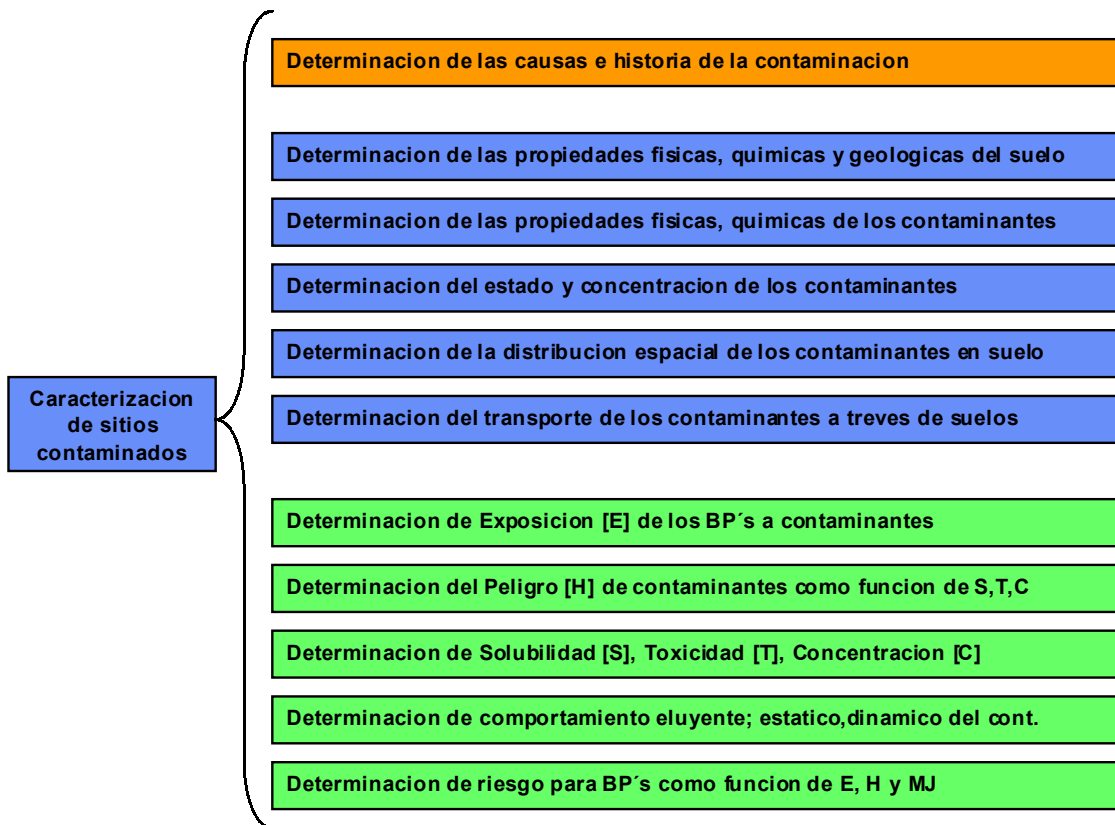 Determinacion de las causas e historia de la contaminacion
Determinacion de las propiedades fisicas, quimicas y geologicas del suelo
Determinacion de las propiedades fisicas, quimicas de los contaminantes
Determinacion del estado y concentracion de los contaminantes
Determinacion de la distribucion espacial de los contaminantes en suelo
Caracterizacion
de sitios
contaminados
Determinacion del transporte de los contaminantes a treves de suelos
Determinacion de Exposicion [E] de los BP´s a contaminantes
Determinacion del Peligro [H] de contaminantes como funcion de S,T,C
Determinacion de Solubilidad [S], Toxicidad [T], Concentracion [C]
Determinacion de comportamiento eluyente; estatico,dinamico del cont.
Determinacion de riesgo para BP´s como funcion de E, H y MJ